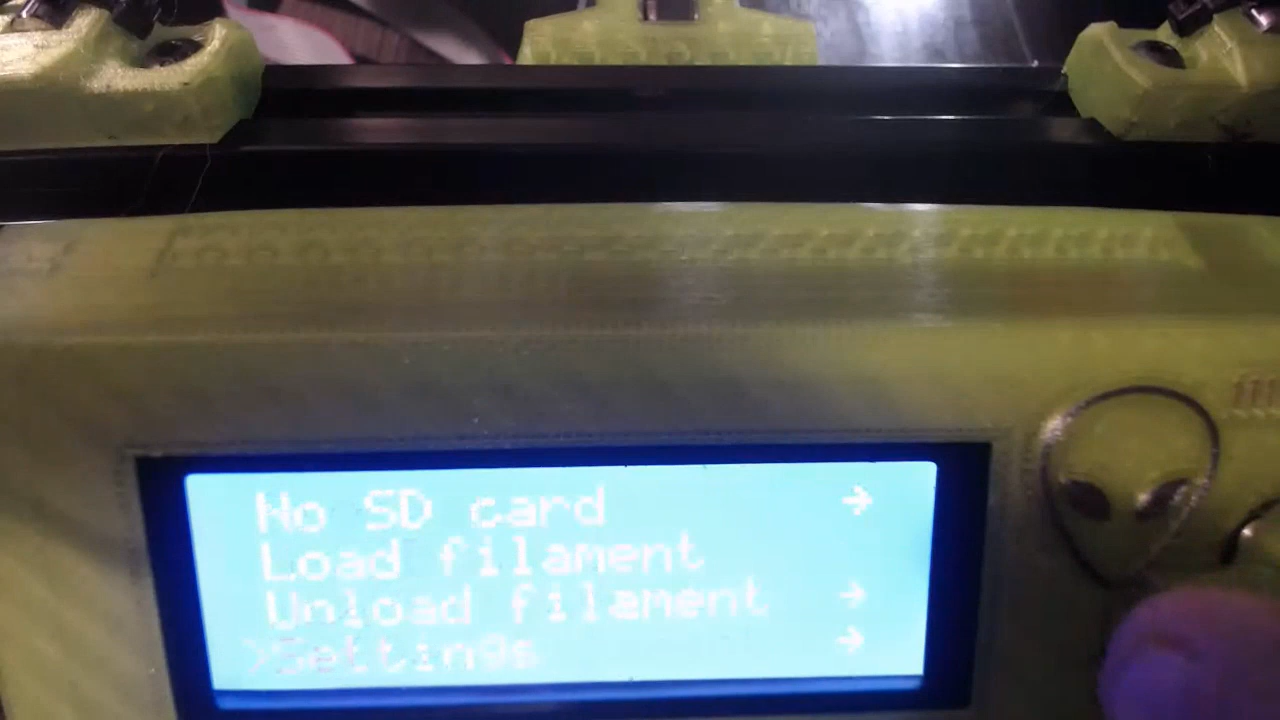 No SD card →
Load filament
Unload filament →
>Settings →